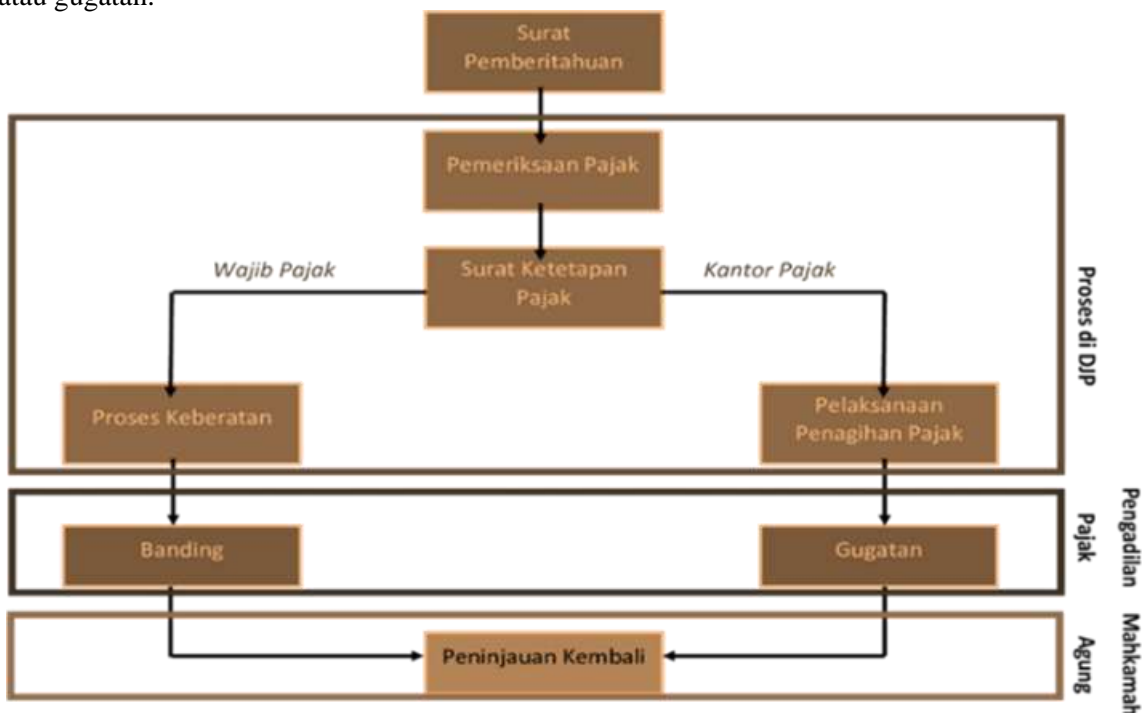 atau gugatan.
Surat
Pemberitahuan
Pemeriksaan Pajak
Surat Ketetapan
Pajak
Wajib Pajak
Kantor Pajak
Proses Keberatan
Pelaksanaan
Penagihan Pajak
Proses di DJP
Banding
Gugatan
Pengadilan
Pajak
Peninjauan Kembali
Mahkamah
Agung